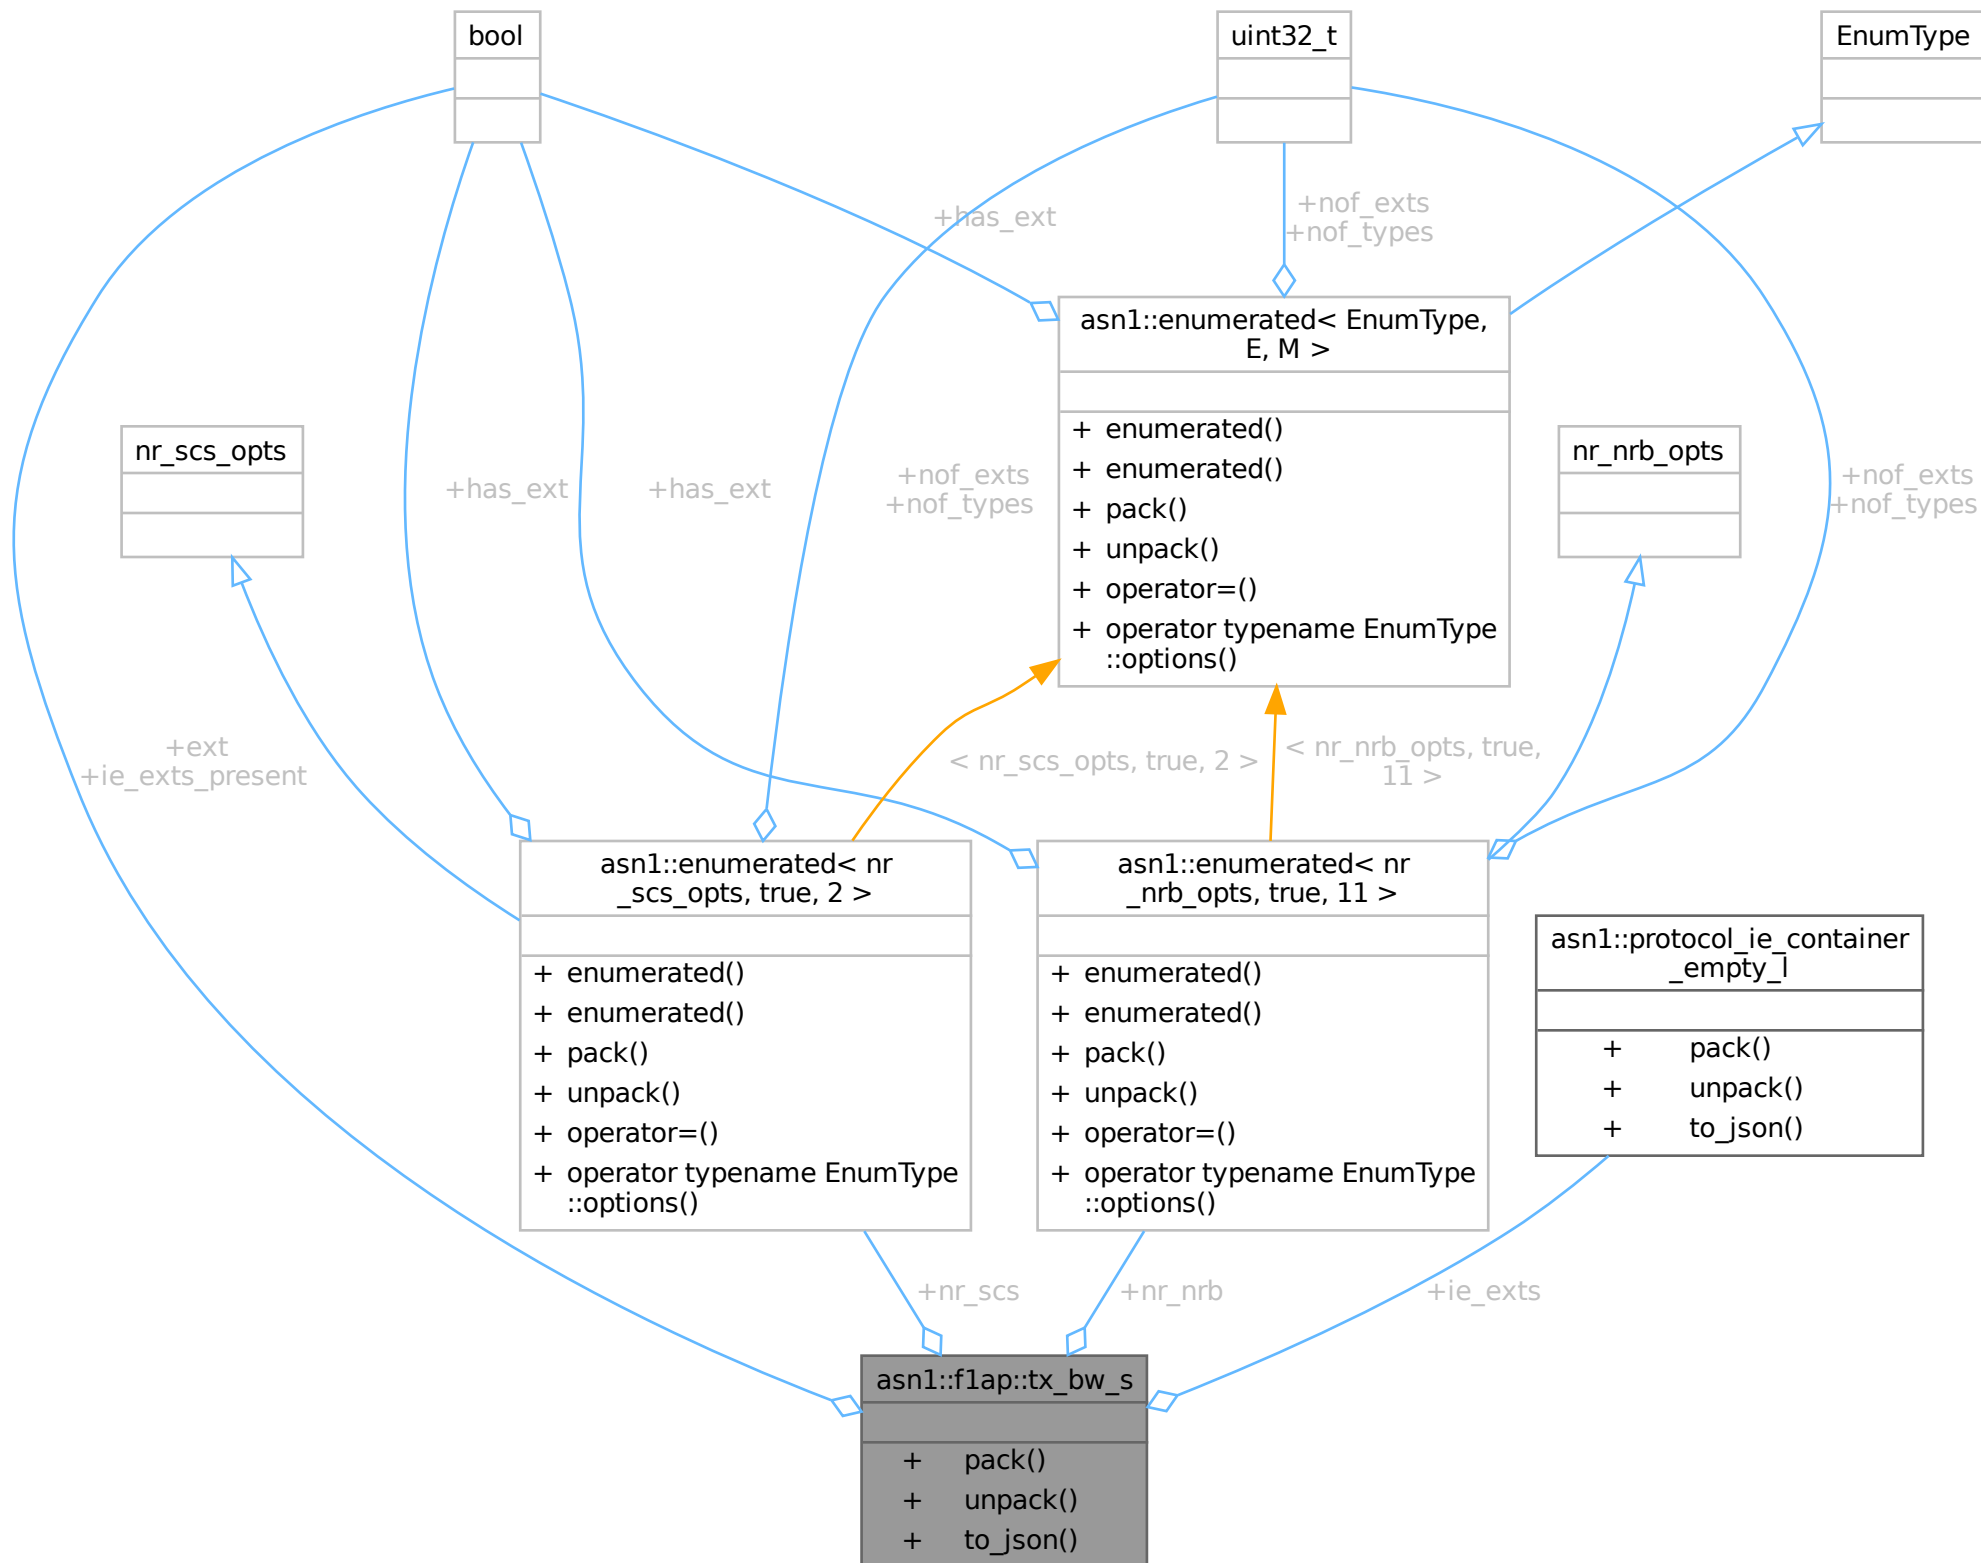 bool
uint32_t
EnumType
+has_ext
+nof_exts
+nof_types
asn1::enumerated< EnumType,
E, M >
+ enumerated()
+ enumerated()
+ pack()
+ unpack()
+ operator=()
+ operator typename EnumType
::options()
nr_scs_opts
+has_ext
+has_ext
+nof_exts
+nof_types
nr_nrb_opts
+nof_exts
+nof_types
+ext
+ie_exts_present
< nr_scs_opts, true, 2 >
< nr_nrb_opts, true,
11 >
asn1::enumerated< nr
_scs_opts, true, 2 >
+ enumerated()
+ enumerated()
+ pack()
+ unpack()
+ operator=()
+ operator typename EnumType
::options()
asn1::enumerated< nr
_nrb_opts, true, 11 >
+ enumerated()
+ enumerated()
+ pack()
+ unpack()
+ operator=()
+ operator typename EnumType
::options()
asn1::protocol_ie_container
_empty_l
+ pack()
+ unpack()
+ to_json()
+nr_scs
+nr_nrb
+ie_exts
asn1::f1ap::tx_bw_s
+ pack()
+ unpack()
+ to_json()